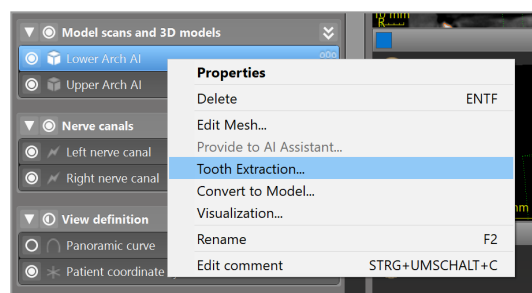 10 mm
R
Model scans and 3D models
Lower Arch AI
Upper Arch AI
Nerve canals
Left nerve canal
Right nerve canal
View definition
Panoramic curve
Patient coordinate
Properties
Delete ENTF
Edit Mesh...
Provide to AI Assistant...
Tooth Extraction...
Convert to Model...
Visualization...
Rename F2
Edit comment STRG+UMSCHALT+C
m